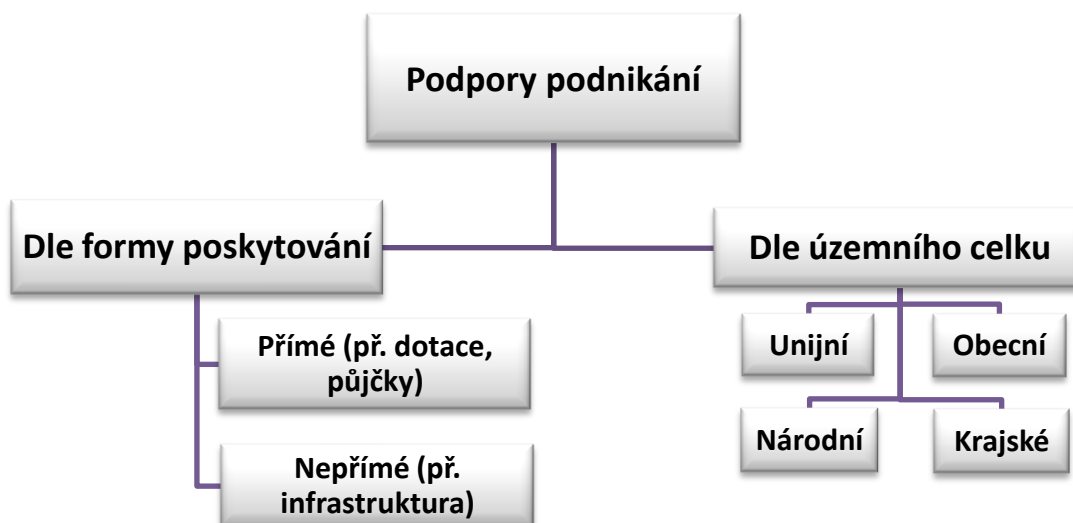 Podpory podnikání
Dle formy poskytování
Dle územního celku
Přímé (př. dotace,
půjčky)
Nepřímé (př.
infrastruktura)
Unijní
Obecní
Národní
Krajské